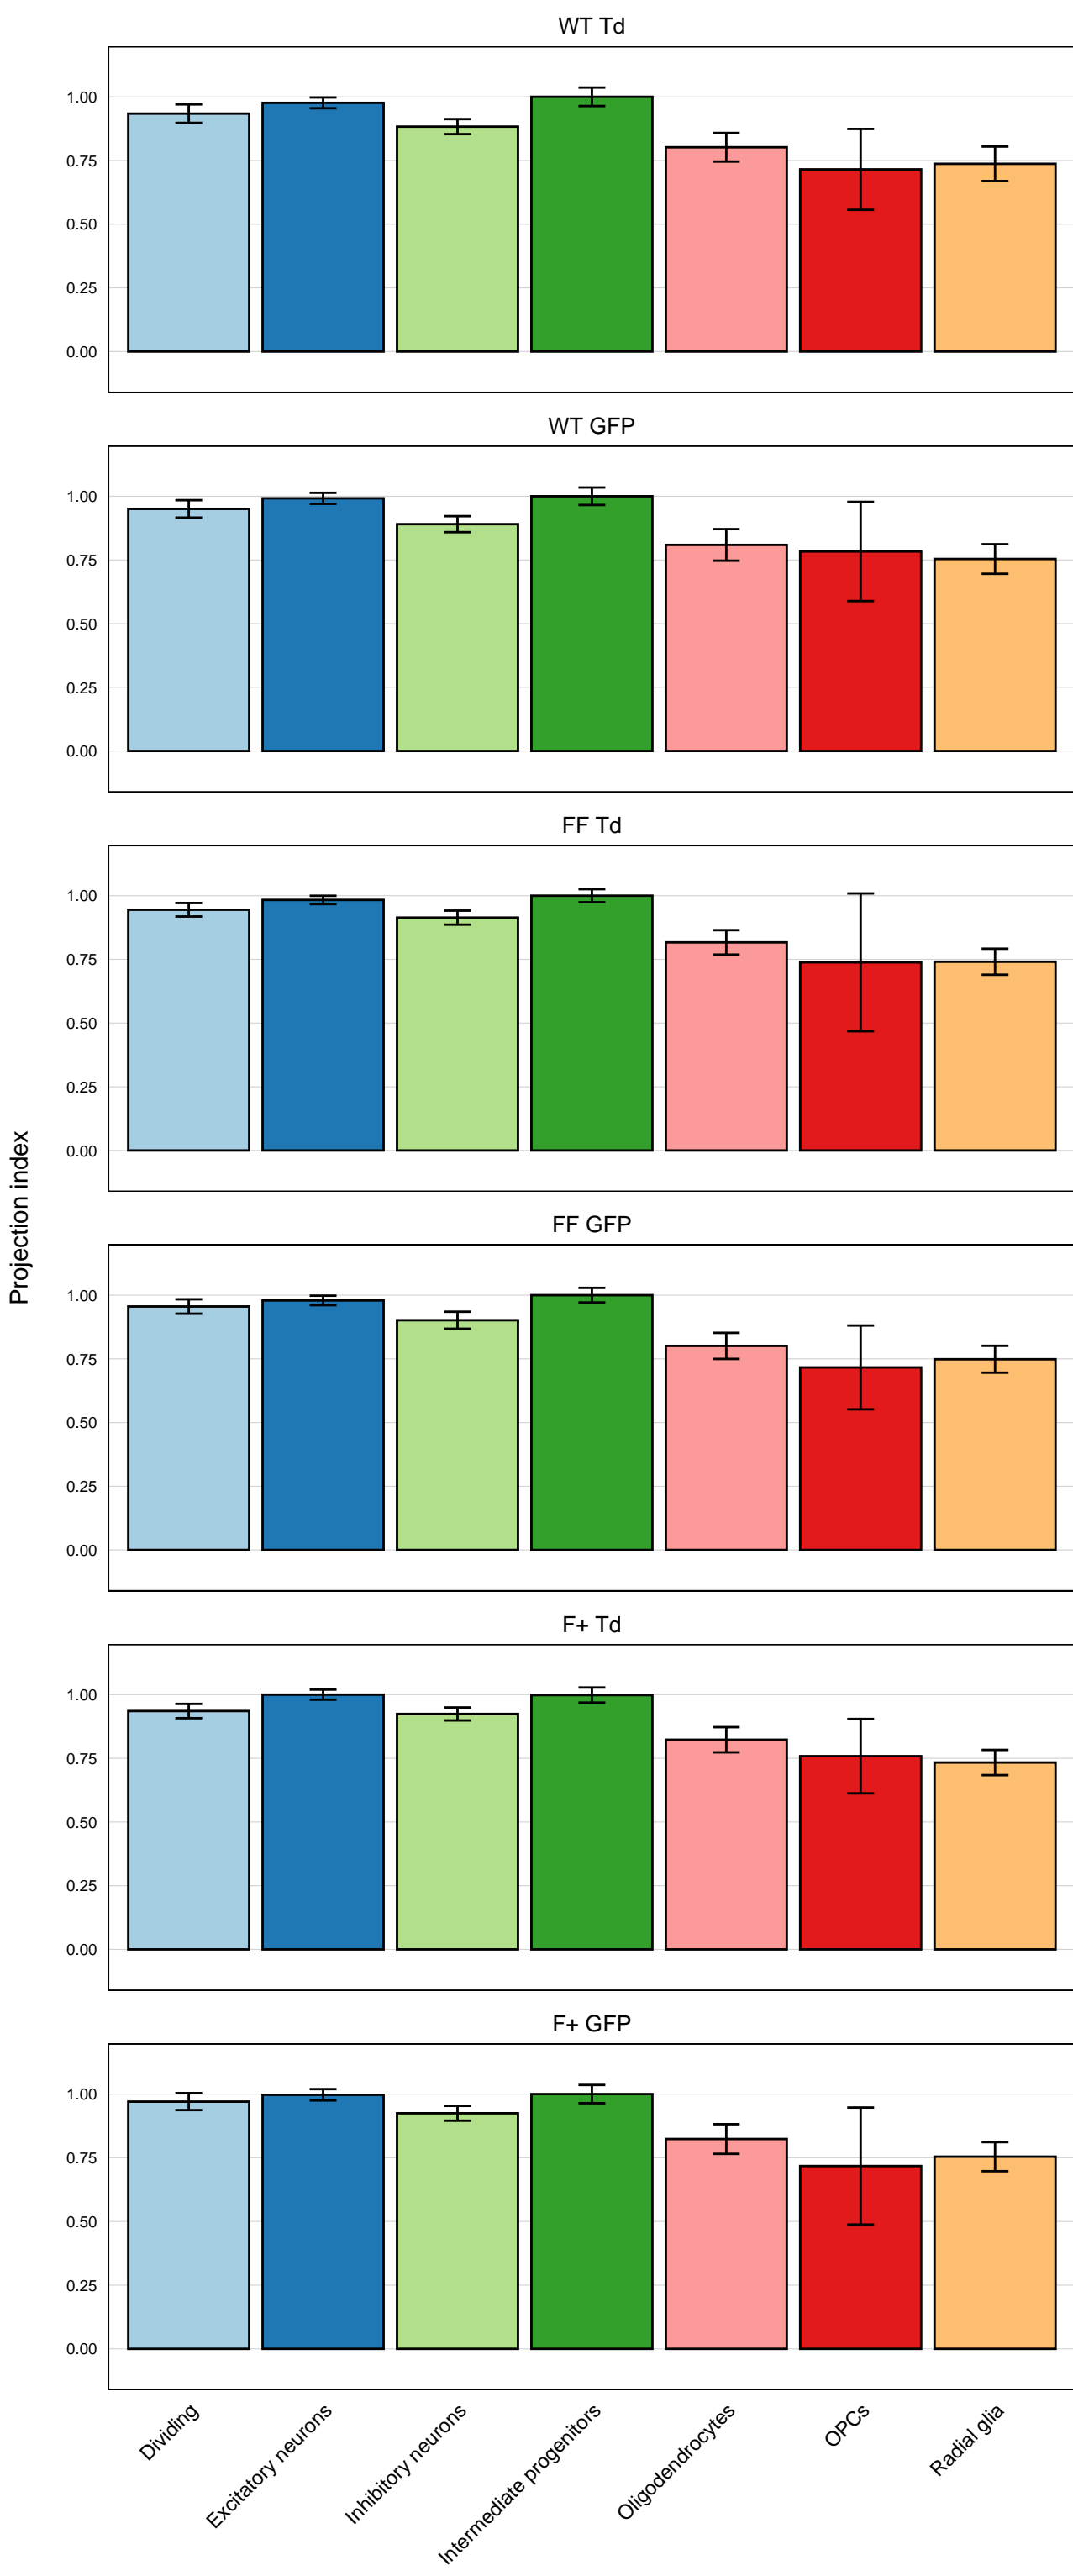 WT Td
1.00
0.75
0.50
0.25
0.00
WT GFP
1.00
0.75
0.50
0.25
0.00
FF Td
1.00
0.75
0.50
0.25
0.00
Projection index
FF GFP
1.00
0.75
0.50
0.25
0.00
F+ Td
1.00
0.75
0.50
0.25
0.00
F+ GFP
1.00
0.75
0.50
0.25
0.00
Dividing
Excitatory neurons
Inhibitory neurons
Intermediate progenitors
Oligodendrocytes
OPCs
Radial glia